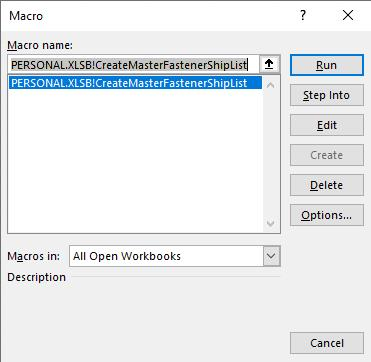 Macro
Macro name:
PERSONAL.XLSB!CreateMasterFastenerShipList
PERSONAL.XLSB!CreateMasterFastenerShipList
Run
Step Into
Edit
Create
Delete
Options...
Macros in:
All Open Workbooks
Description
Cancel